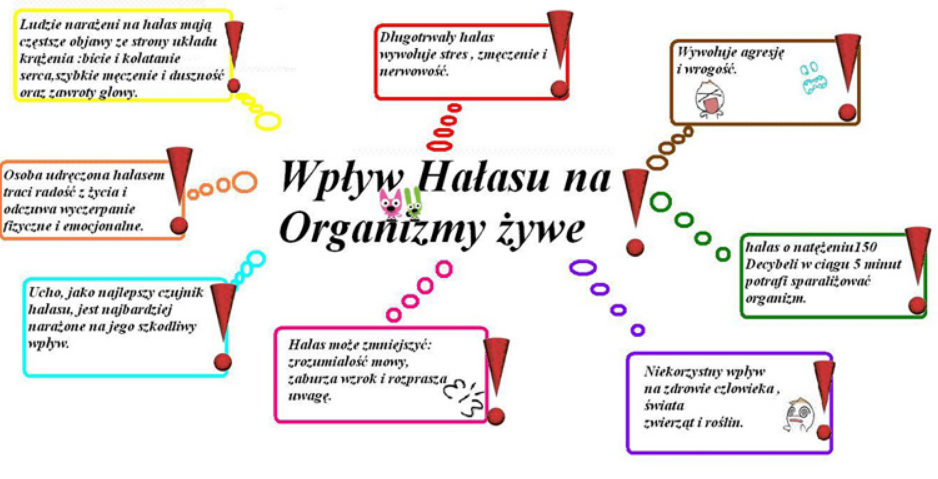 Ludzie narażeni na hałas mają
częstsze objawy ze strony układu
krążenia :bicie i kołatanie
serca,szybkie męczenie i duszność
oraz zawroty głowy.
Długotrwały hałas
wywołuje stres , zmęczenie i
nerwowość.
Wywołuje agresję
i wrogość.
Osoba udręczona hałasem
traci radość z życia i
odczuwa wyczerpanie
fizyczne i emocjonalne.
Wpływ Hałasu na
Organizmy żywe
hałas o natężeniu150
Decybeli w ciągu 5 minut
potrafi sparaliżować
organizm.
Ucho, jako najlepszy czujnik
hałasu, jest najbardziej
narażone na jego szkodliwy
wpływ.
Hałas może zmniejszyć:
zrozumiałość mowy,
zaburza wzrok i rozprasza
uwagę.
Niekorzystny wpływ
na zdrowie człowieka ,
świata
zwierząt i roślin.